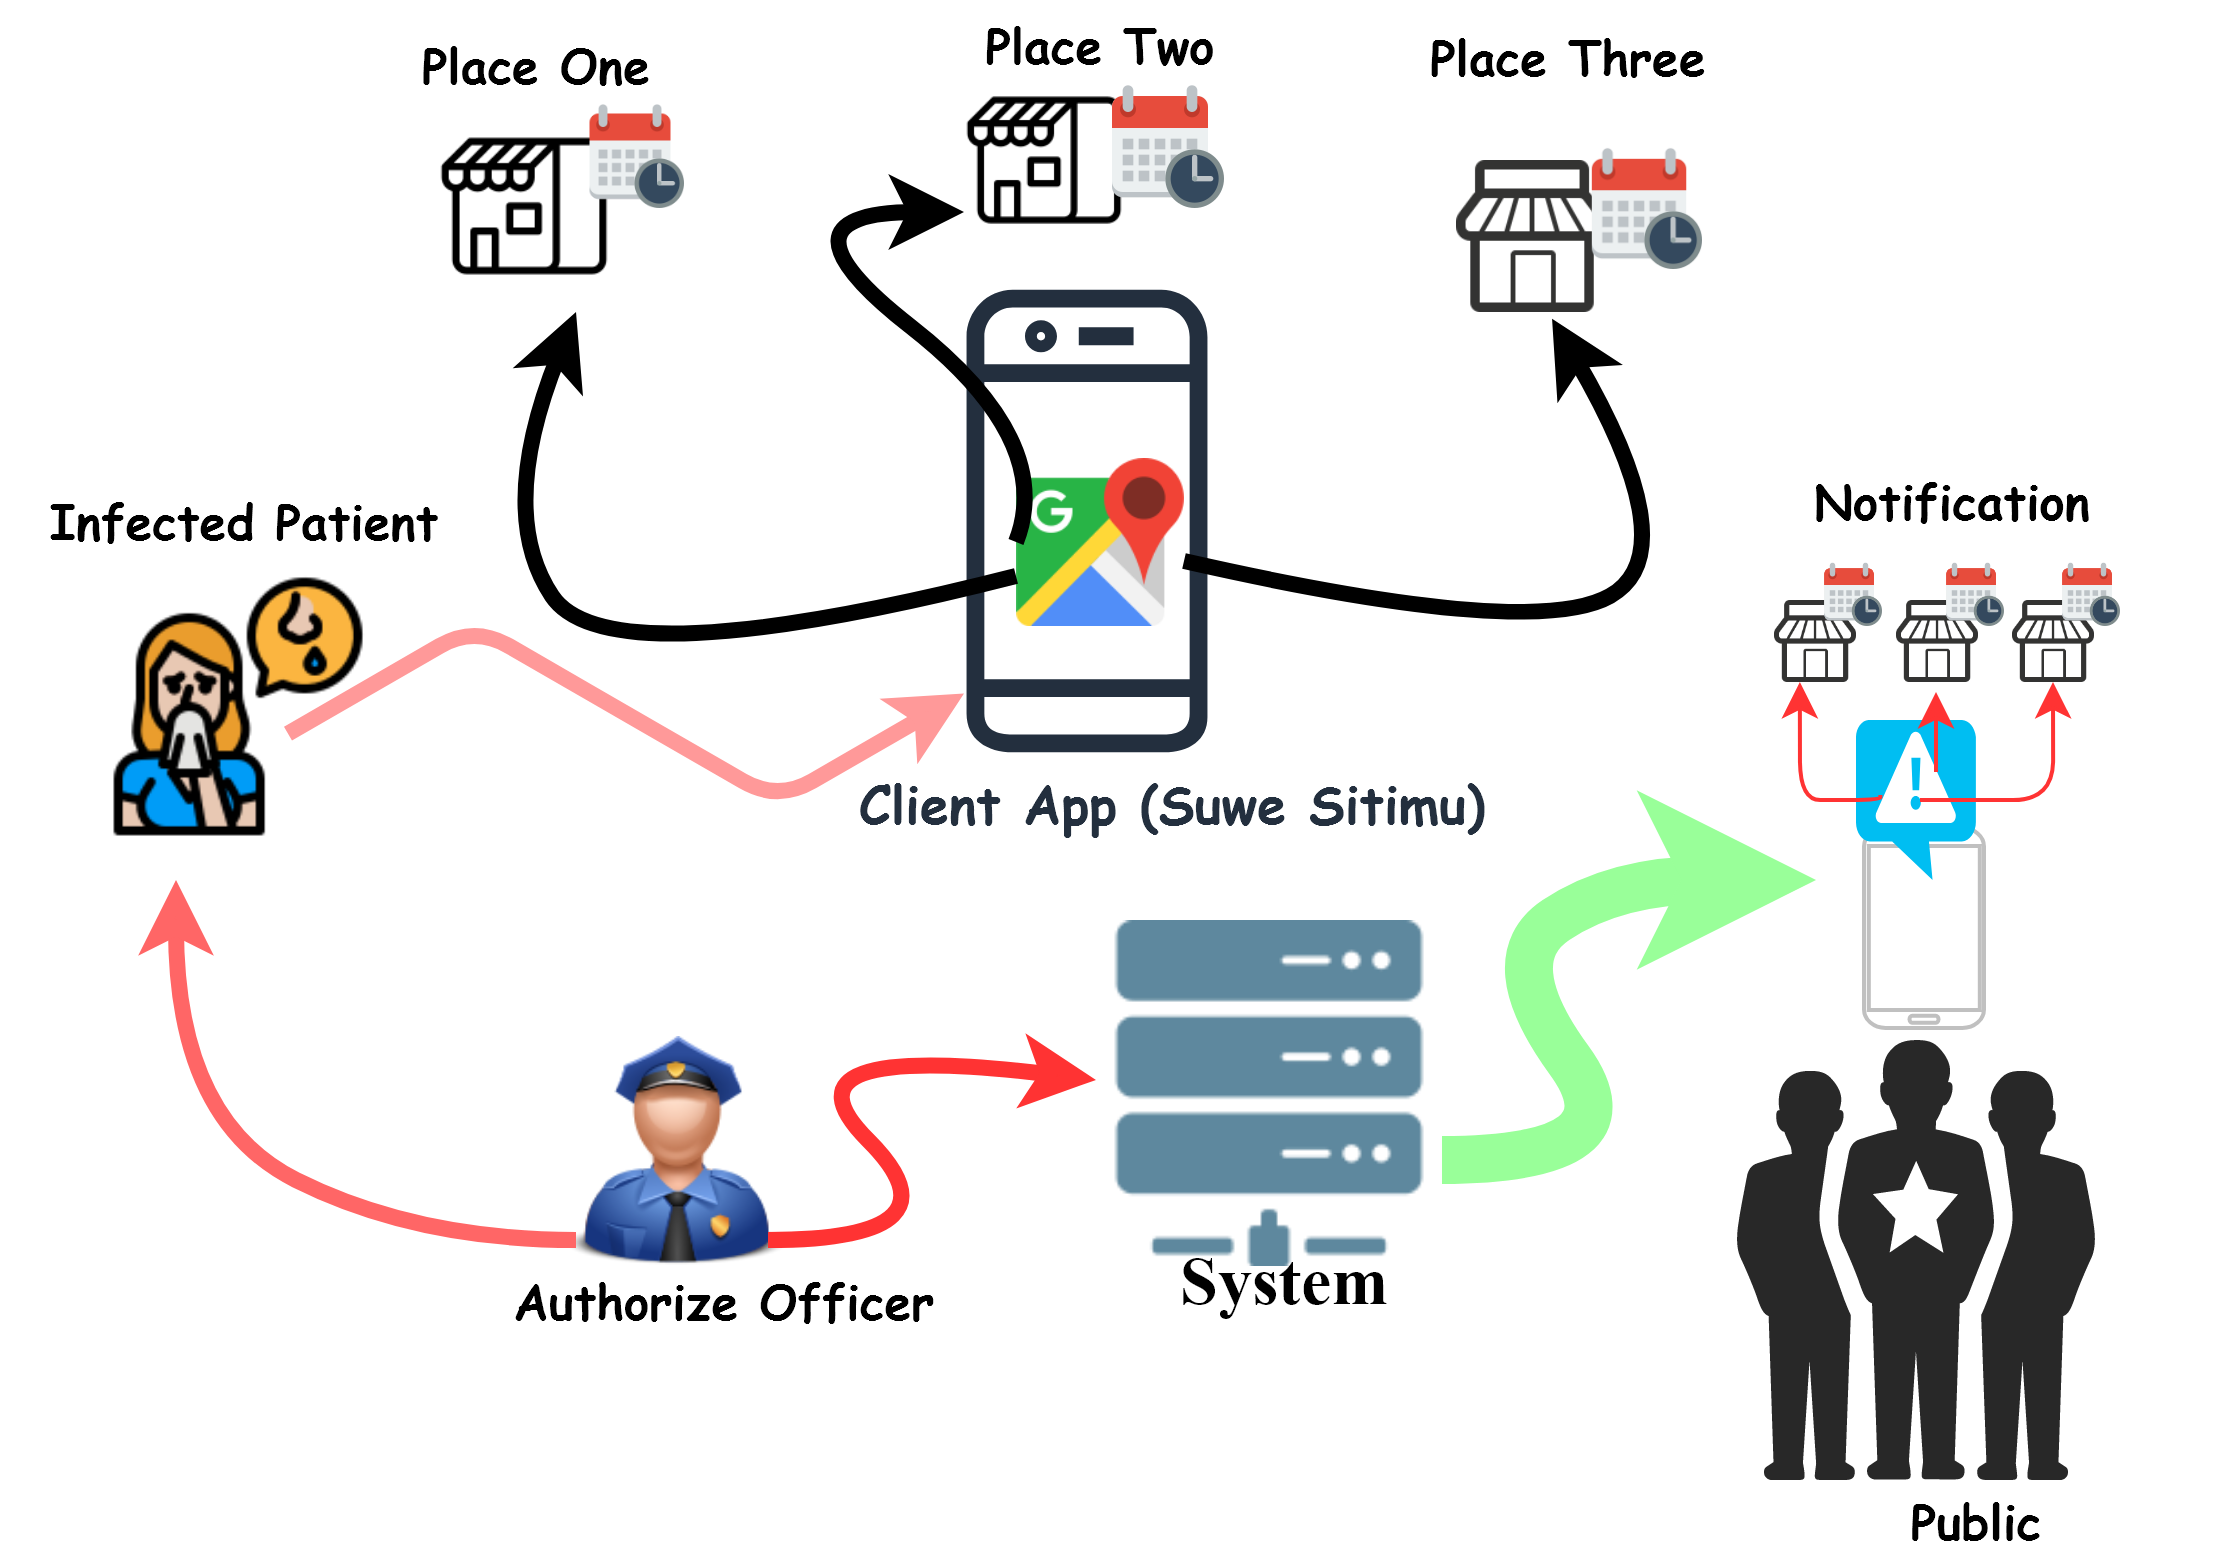 Place One
Place Two
Place Three
Infected Patient
G
Notification
Client App (Suwe Sitimu)
!
Authorize Officer
System
Public